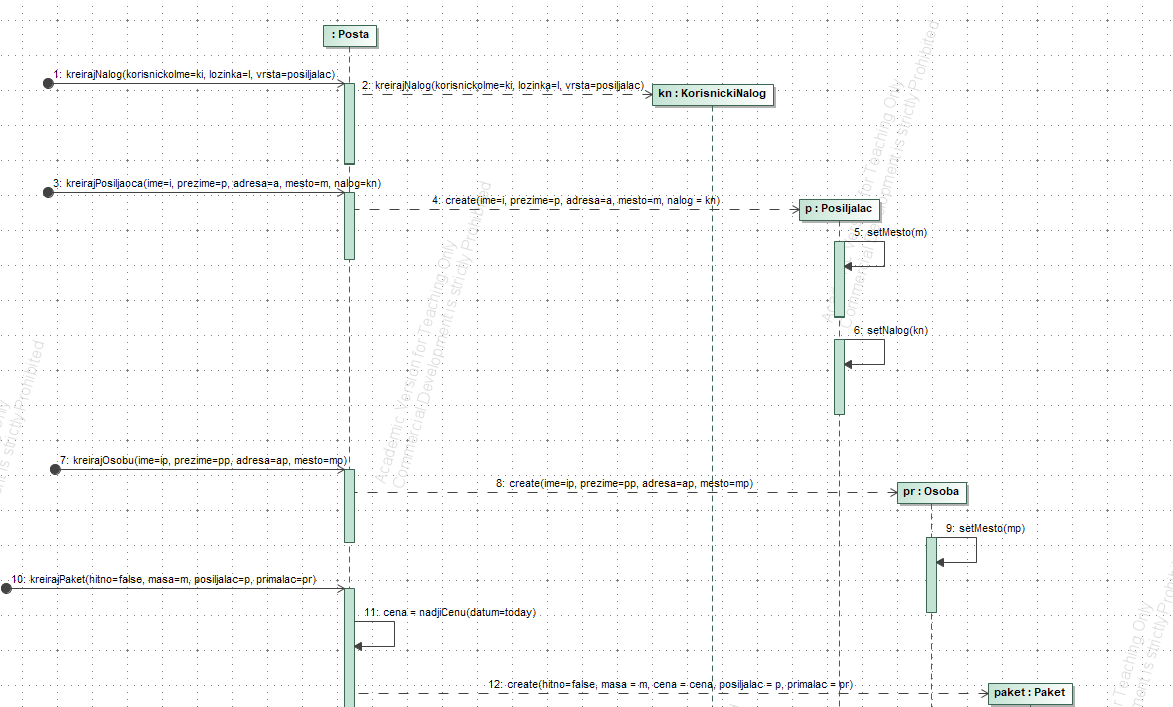 : Posta
1: kreirajNalog(korisnickoIme=ki, lozinka=l, vrsta=posiljalac)
2: kreirajNalog(korisnickoIme=ki, lozinka=l, vrsta=posiljalac)
kn : KorisnickiNalog
3: kreirajPosiljaoca(ime=i, prezime=p, adresa=a, mesto=m, nalog=kn)
4: create(ime=i, prezime=p, adresa=a, mesto=m, nalog = kn)
p : Posiljalac
5: setMesto(m)
6: setNalog(kn)
7: kreirajOsobu(ime=ip, prezime=pp, adresa=ap, mesto=mp)
8: create(ime=ip, prezime=pp, adresa=ap, mesto=mp)
pr : Osoba
9: setMesto(mp)
10: kreirajPaket(hitno=false, masa=m, posiljalac=p, primalac=pr)
11: cena = nadjiCenu(datum=today)
12: create(hitno=false, masa = m, cena = cena, posiljalac = p, primalac = pr)
paket : Paket
Academic Version for Teaching Only
Commercial Development is strictly Prohibited